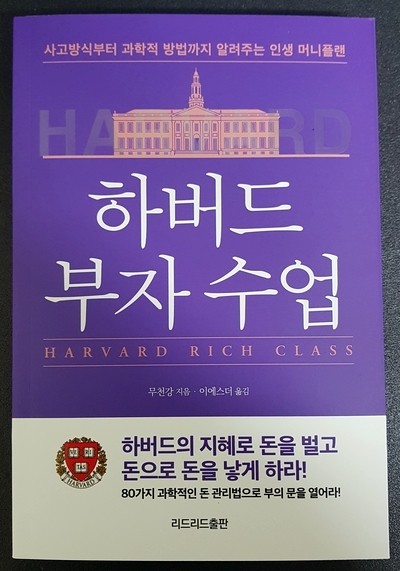 사고방식부터 과학적 방법까지 알려주는 인생 머니플랜
HARVARD
하버드
부자 수업
HARVARD RICH CLASS
무천강 지음 · 이에스더 옮김
하버드의 지혜로 돈을 벌고
돈으로 돈을 낳게 하라!
80가지 과학적인 돈 관리법으로 부의 문을 열어라!
VE RI
TAS
HARVARD
리드리드출판